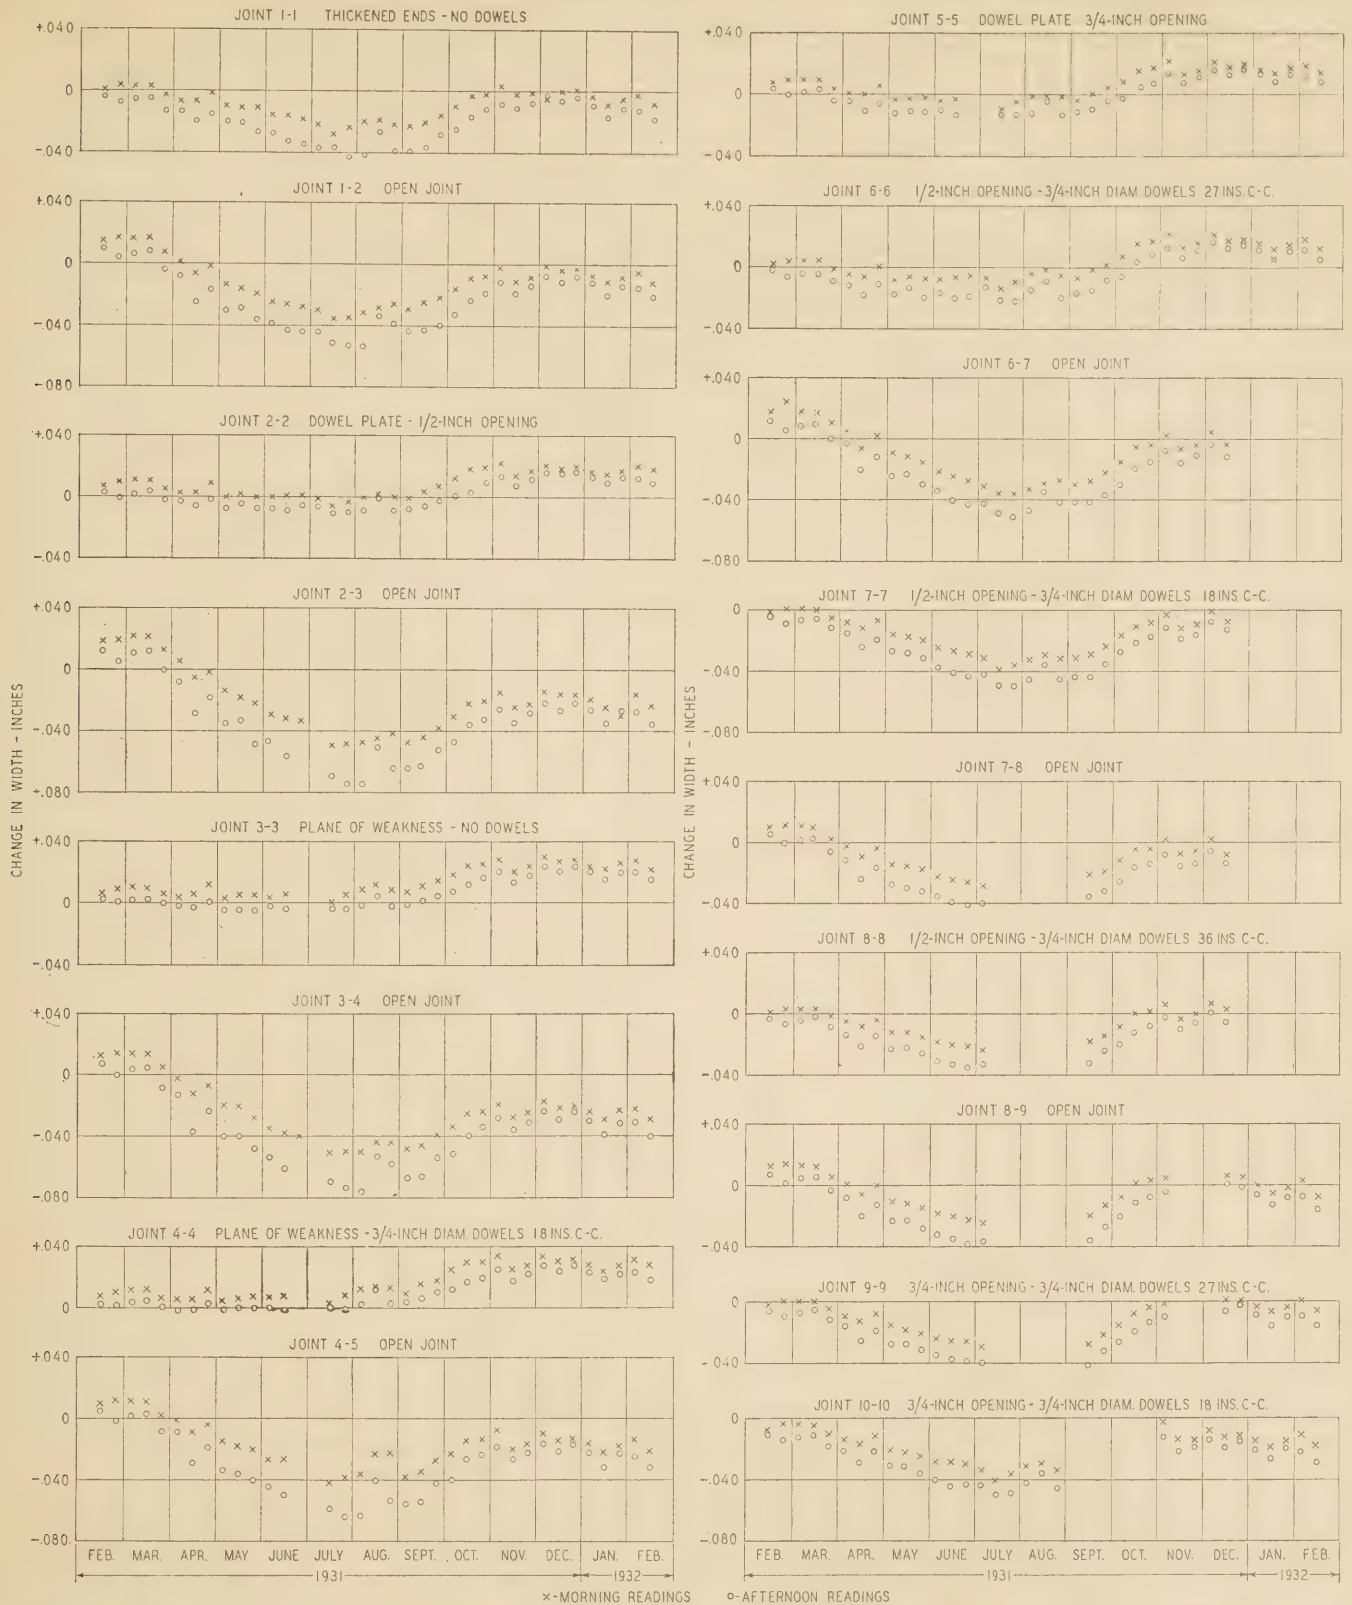 JOINT 1-1 THICKENED ENDS - NO DOWELS
+.040
0
-.040
JOINT 1-2 OPEN JOINT
+.040
0
-.040
-.080
JOINT 2-2 DOWEL PLATE - 1/2-INCH OPENING
+.040
0
-.040
JOINT 2-3 OPEN JOINT
+.040
0
-.040
+.080
JOINT 3-3 PLANE OF WEAKNESS - NO DOWELS
+.040
0
-.040
JOINT 3-4 OPEN JOINT
+.040
0
-.040
-.080
JOINT 4-4 PLANE OF WEAKNESS - 3/4-INCH DIAM. DOWELS 18 INS. C-C.
+.040
0
JOINT 4-5 OPEN JOINT
+.040
0
-.040
-.080
CHANGE IN WIDTH - INCHES
FEB. MAR. APR. MAY JUNE JULY AUG. SEPT. OCT. NOV. DEC. JAN. FEB.
1931 1932
JOINT 5-5 DOWEL PLATE 3/4-INCH OPENING
+.040
0
-.040
JOINT 6-6 1/2-INCH OPENING - 3/4-INCH DIAM. DOWELS 27 INS. C-C.
+.040
0
-.040
JOINT 6-7 OPEN JOINT
+.040
0
-.040
-.080
JOINT 7-7 1/2-INCH OPENING - 3/4-INCH DIAM DOWELS 18 INS. C-C.
0
-.040
-.080
JOINT 7-8 OPEN JOINT
+.040
0
-.040
JOINT 8-8 1/2-INCH OPENING - 3/4-INCH DIAM DOWELS 36 INS C-C.
+.040
0
-.040
JOINT 8-9 OPEN JOINT
+.040
0
-.040
JOINT 9-9 3/4-INCH OPENING - 3/4-INCH DIAM. DOWELS 27 INS. C-C.
0
-.040
JOINT 10-10 3/4-INCH OPENING - 3/4-INCH DIAM. DOWELS 18 INS. C-C.
0
-.040
-.080
CHANGE IN WIDTH - INCHES
FEB. MAR. APR. MAY JUNE JULY AUG. SEPT. OCT. NOV. DEC. JAN. FEB.
1931 1932
x-MORNING READINGS o-AFTERNOON READINGS